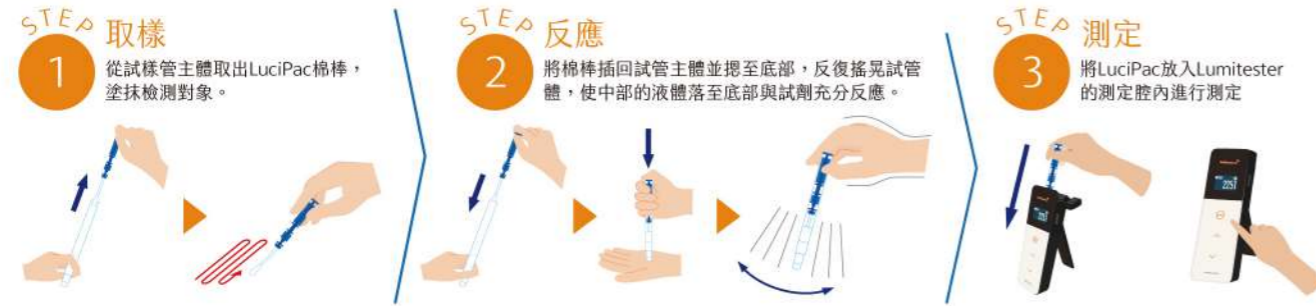 STEP 1 取樣
從試樣管主體取出LuciPac棉棒，
塗抹檢測對象。
STEP 2 反應
將棉棒插回試管主體並摁至底部，反復搖晃試管
體，使中部的液體落至底部與試劑充分反應。
STEP 3 測定
將LuciPac放入Lumitester
的測定腔內進行測定